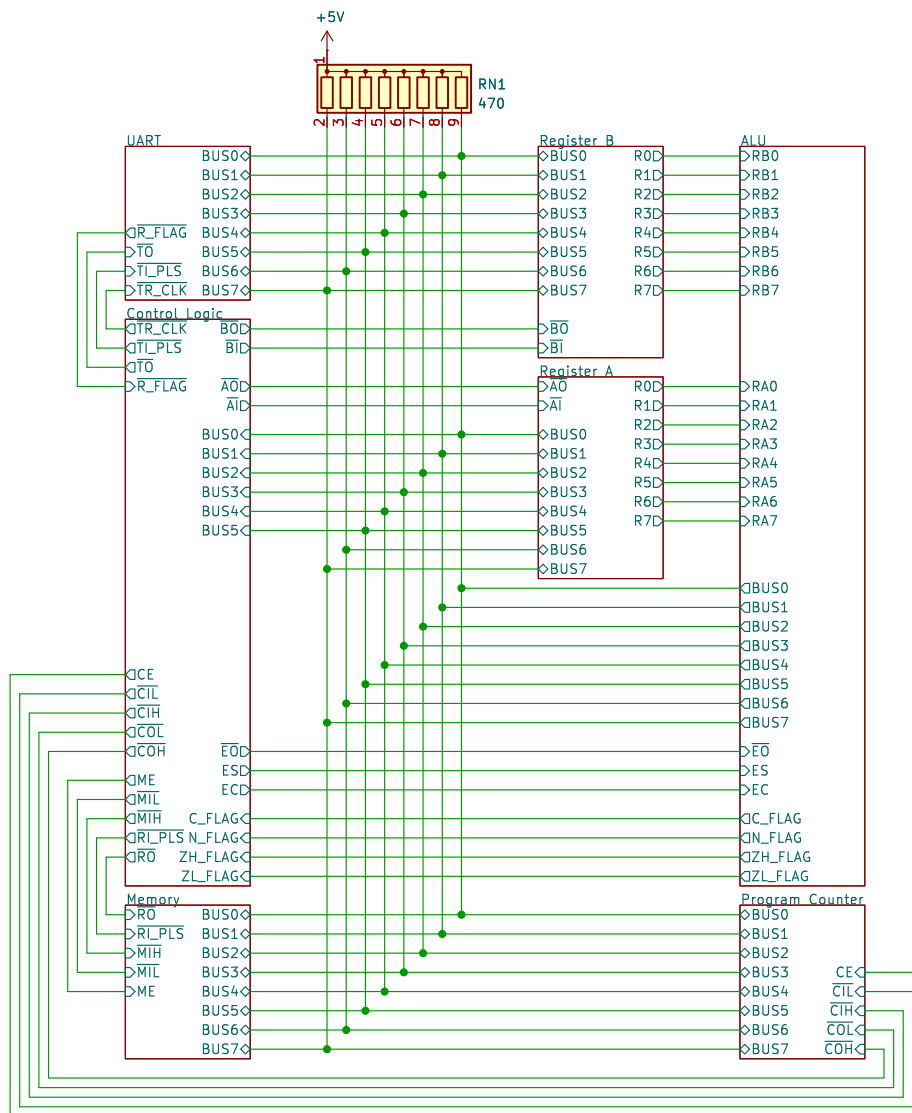 +5V
1
RN1
470
2 3 4 5 6 7 8 9
UART
BUS0
BUS1
BUS2
BUS3
R_FLAG BUS4
TO BUS5
TI_PLS BUS6
TR_CLK BUS7
Control Logic
TR_CLK BO
TI_PLS BI
TO
R_FLAG AO
AI
BUS0
BUS1
BUS2
BUS3
BUS4
BUS5
CE
CIL
CIH
COL
COH EO
ES
ME EC
MIL
MIH C_FLAG
RI_PLS N_FLAG
RO ZH_FLAG
ZL_FLAG
Memory
RO BUS0
RI_PLS BUS1
MIH BUS2
MIL BUS3
ME BUS4
BUS5
BUS6
BUS7
Register B
BUS0 R0
BUS1 R1
BUS2 R2
BUS3 R3
BUS4 R4
BUS5 R5
BUS6 R6
BUS7 R7
BO
BI
Register A
AO R0
AI R1
R2
BUS0 R3
BUS1 R4
BUS2 R5
BUS3 R6
BUS4 R7
BUS5
BUS6
BUS7
ALU
RB0
RB1
RB2
RB3
RB4
RB5
RB6
RB7
RA0
RA1
RA2
RA3
RA4
RA5
RA6
RA7
BUS0
BUS1
BUS2
BUS3
BUS4
BUS5
BUS6
BUS7
EO
ES
EC
C_FLAG
N_FLAG
ZH_FLAG
ZL_FLAG
Program Counter
BUS0
BUS1
BUS2
BUS3 CE
BUS4 CIL
BUS5 CIH
BUS6 COL
BUS7 COH